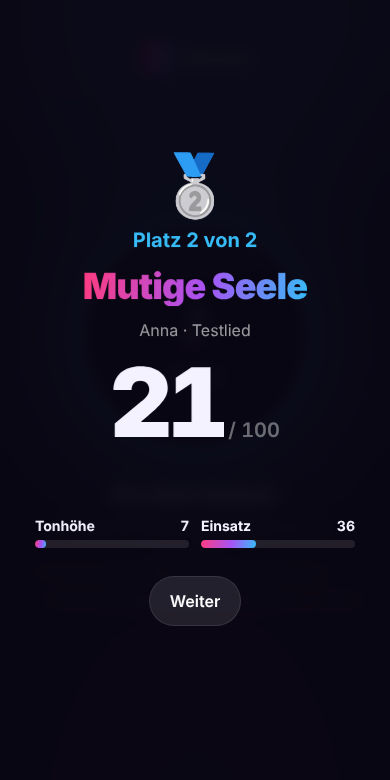 2
Platz 2 von 2
Mutige Seele
Anna · Testlied
21 / 100
Tonhöhe 7 Einsatz 36
Weiter